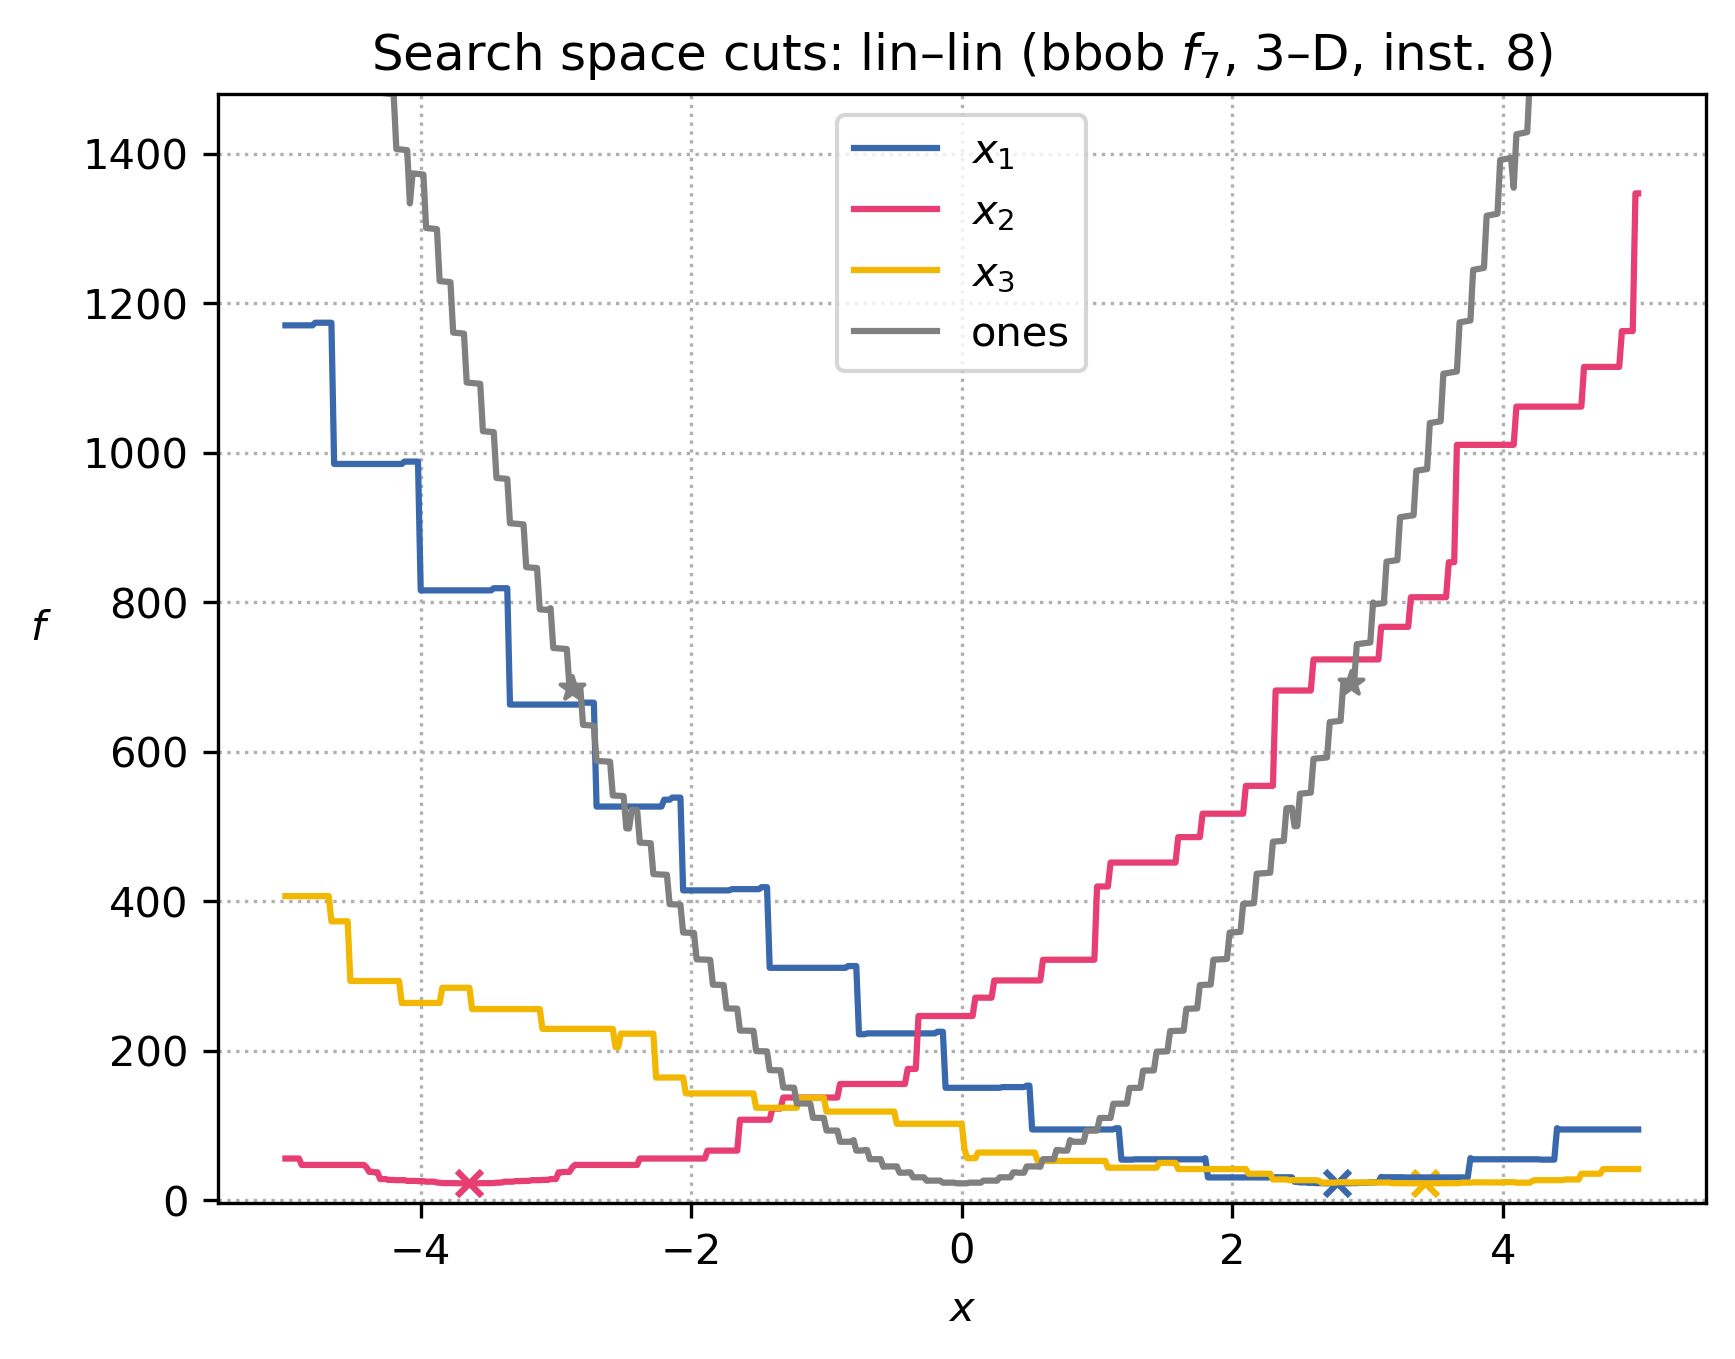 Search space cuts: lin–lin (bbob f₇, 3–D, inst. 8)
x₁
x₂
x₃
ones
1400
1200
1000
800
600
400
200
0
f
−4 −2 0 2 4
x